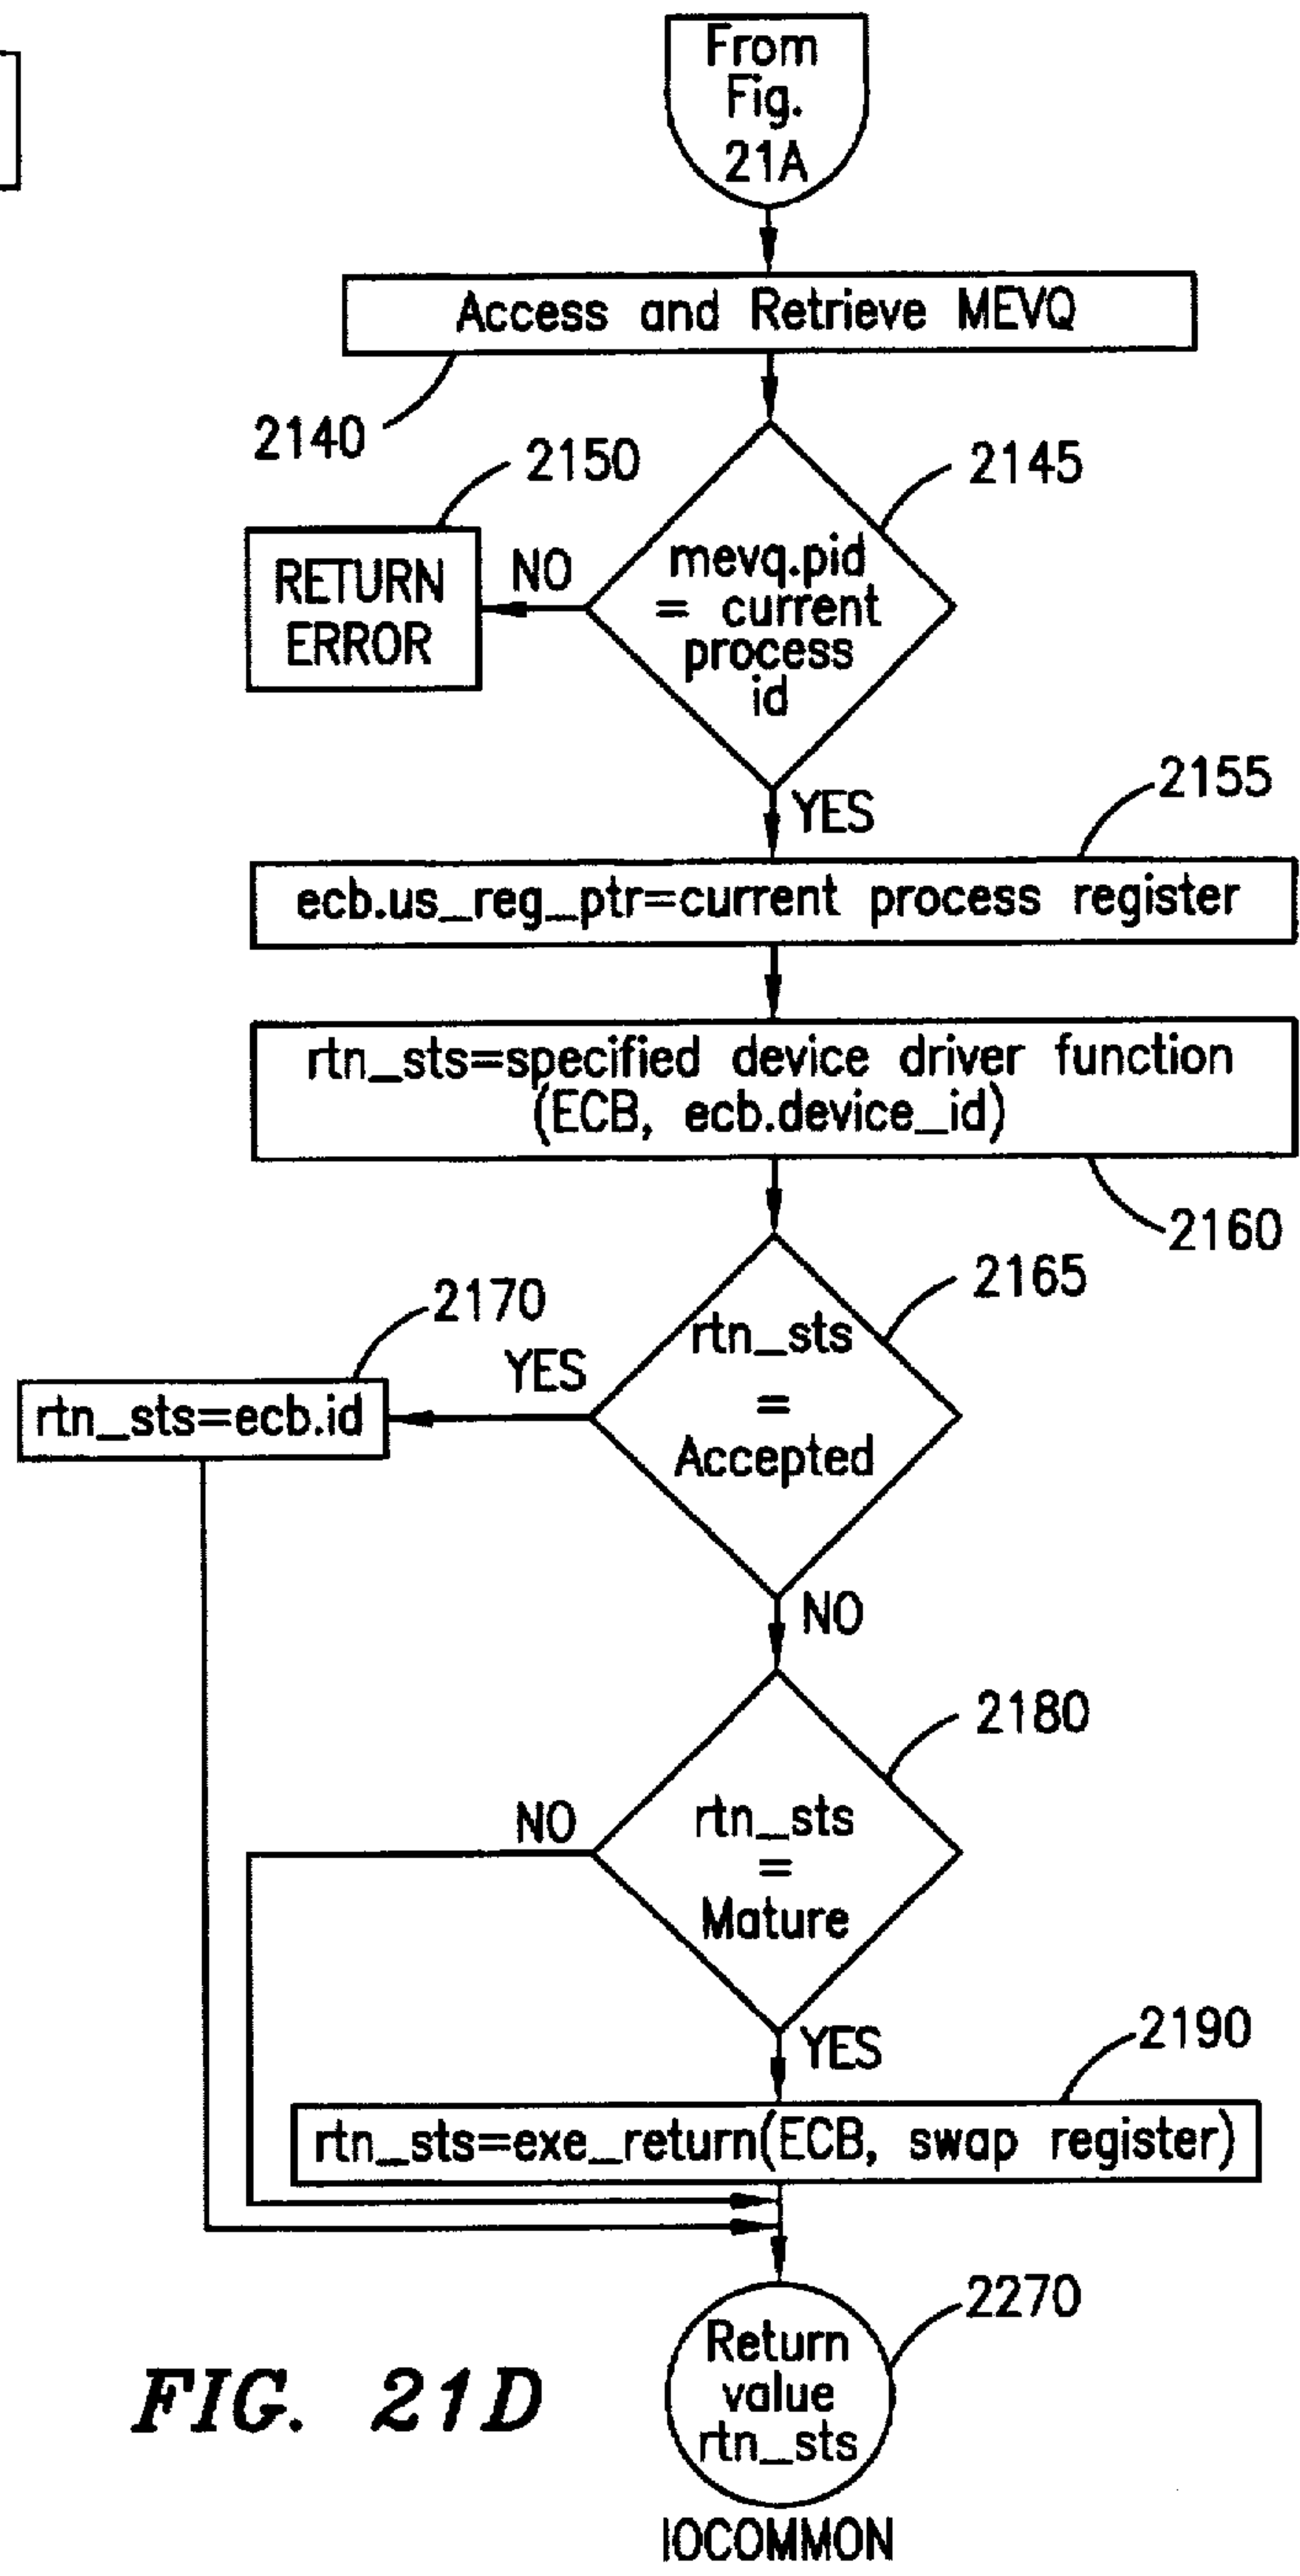 From
Fig.
21A
Access and Retrieve MEVQ
2140
2150
2145
mevq.pid
= current
process
id
NO
RETURN
ERROR
YES
2155
ecb.us_reg_ptr=current process register
rtn_sts=specified device driver function
(ECB, ecb.device_id)
2160
2165
2170
rtn_sts
=
Accepted
YES
rtn_sts=ecb.id
NO
2180
rtn_sts
=
Mature
NO
YES
2190
rtn_sts=exe_return(ECB, swap register)
2270
Return
value
rtn_sts
FIG. 21D
IOCOMMON